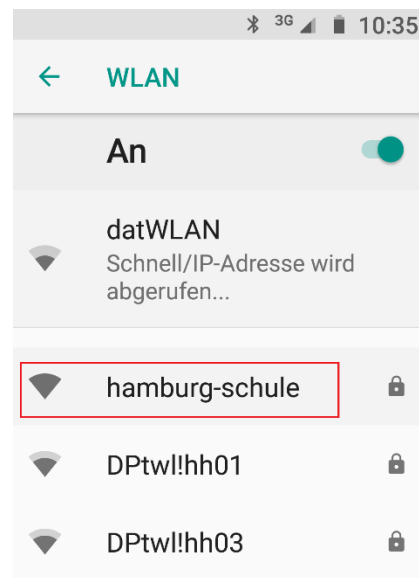 3G 10:35
WLAN
An
datWLAN
Schnell/IP-Adresse wird
abgerufen...
hamburg-schule
DPtwl!hh01
DPtwl!hh03